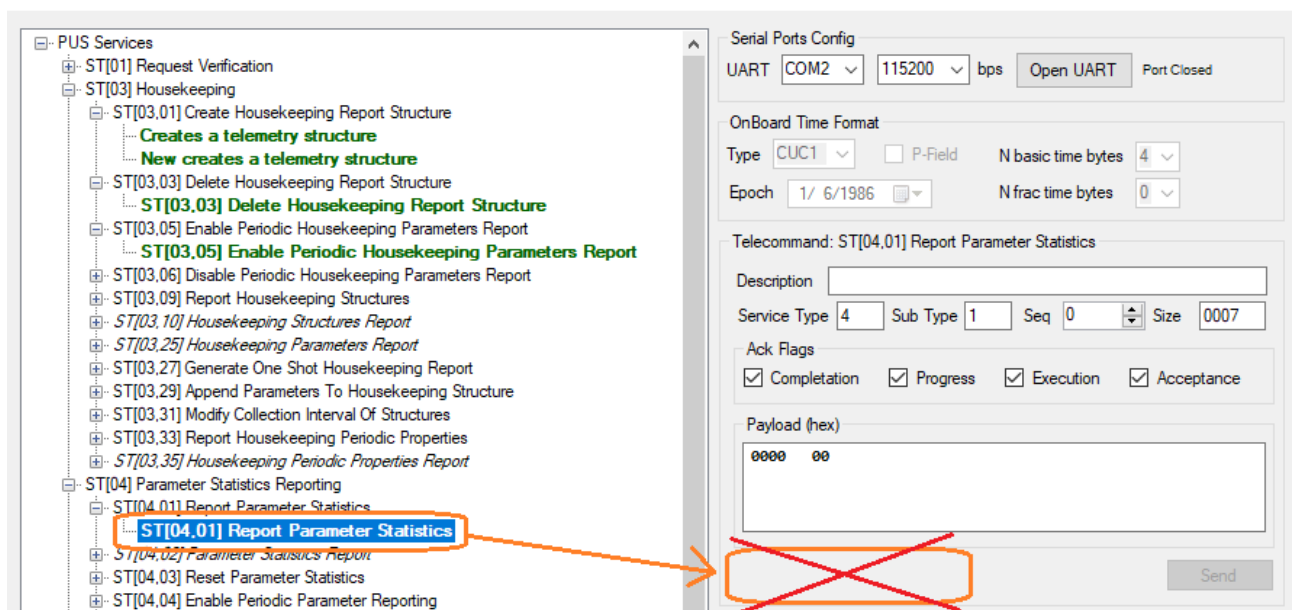 PUS Services
ST[01] Request Verification
ST[03] Housekeeping
ST[03,01] Create Housekeeping Report Structure
Creates a telemetry structure
New creates a telemetry structure
ST[03,03] Delete Housekeeping Report Structure
ST[03,03] Delete Housekeeping Report Structure
ST[03,05] Enable Periodic Housekeeping Parameters Report
ST[03,05] Enable Periodic Housekeeping Parameters Report
ST[03,06] Disable Periodic Housekeeping Parameters Report
ST[03,09] Report Housekeeping Structures
ST[03,10] Housekeeping Structures Report
ST[03,25] Housekeeping Parameters Report
ST[03,27] Generate One Shot Housekeeping Report
ST[03,29] Append Parameters To Housekeeping Structure
ST[03,31] Modify Collection Interval Of Structures
ST[03,33] Report Housekeeping Periodic Properties
ST[03,35] Housekeeping Periodic Properties Report
ST[04] Parameter Statistics Reporting
ST[04,01] Report Parameter Statistics
ST[04,01] Report Parameter Statistics
ST[04,02] Parameter Statistics Report
ST[04,03] Reset Parameter Statistics
ST[04,04] Enable Periodic Parameter Reporting
Serial Ports Config
UART COM2 115200 bps Open UART Port Closed
OnBoard Time Format
Type CUC1 P-Field N basic time bytes 4
Epoch 1/ 6/1986 N frac time bytes 0
Telecommand: ST[04,01] Report Parameter Statistics
Description
Service Type 4 Sub Type 1 Seq 0 Size 0007
Ack Flags
Completation Progress Execution Acceptance
Payload (hex)
0000 00
Send